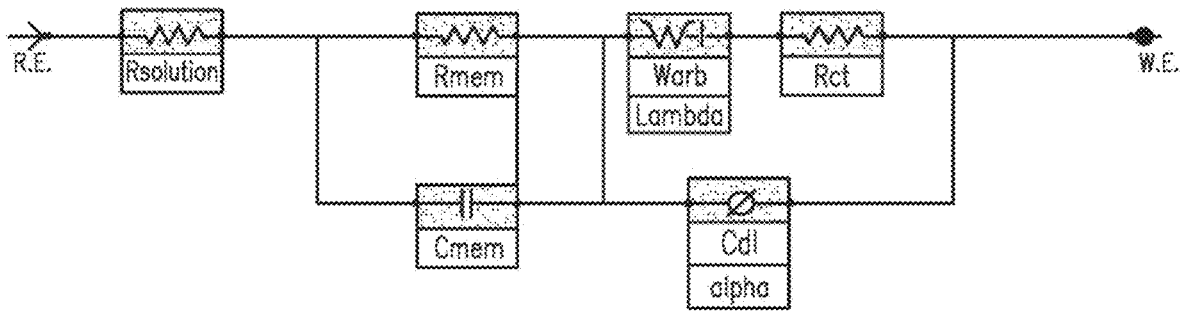 R.E.
Rsolution
Rmem
Warb
Lambda
Rct
W.E.
Cmem
Cdl
alpha